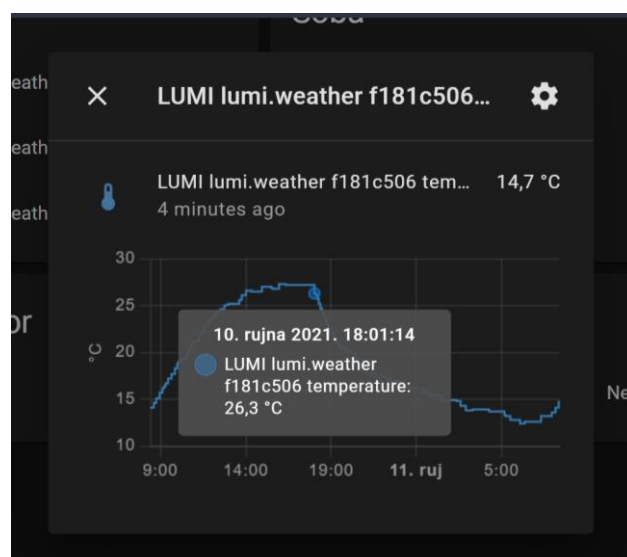 Soba
eath
eath
eath
or
Ne
LUMI lumi.weather f181c506...
LUMI lumi.weather f181c506 tem... 14,7 °C
4 minutes ago
30
25
20
15
10
°C
10. rujna 2021. 18:01:14
LUMI lumi.weather
f181c506 temperature:
26,3 °C
9:00 14:00 19:00 11. ruj 5:00